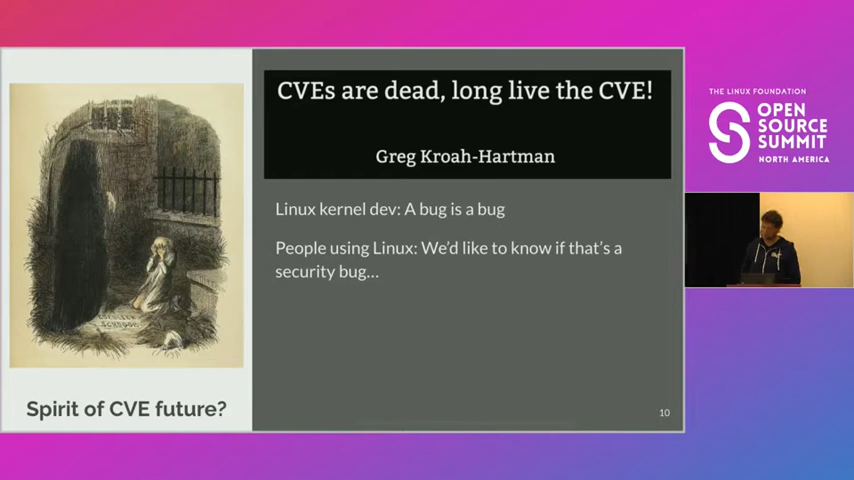 CVEs are dead, long live the CVE!
Greg Kroah-Hartman
Linux kernel dev: A bug is a bug
People using Linux: We'd like to know if that's a
security bug...
EBENEZER
SCROOGE
Spirit of CVE future?
10
THE LINUX FOUNDATION
OPEN
SOURCE
SUMMIT
NORTH AMERICA